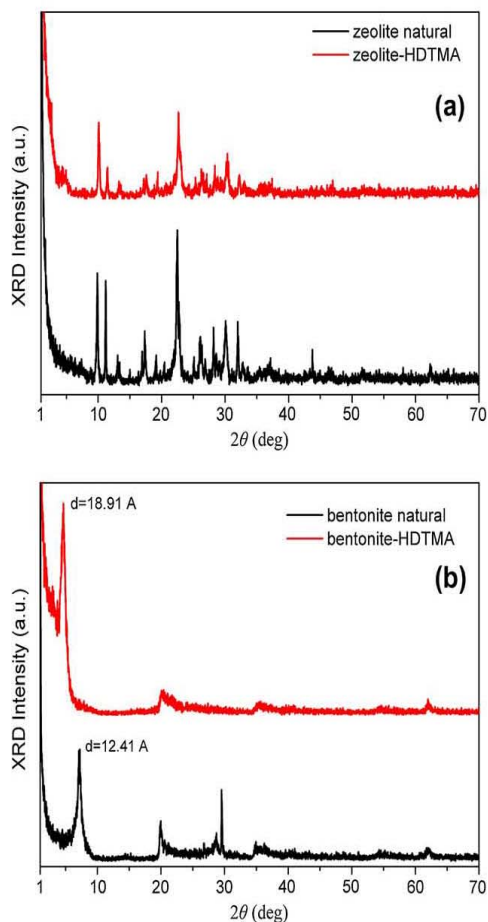 zeolite natural
zeolite-HDTMA
(a)
XRD Intensity (a.u.)
1 10 20 30 40 50 60 70
2θ (deg)
d=18.91 A
bentonite natural
bentonite-HDTMA
(b)
XRD Intensity (a.u.)
d=12.41 A
1 10 20 30 40 50 60 70
2θ (deg)